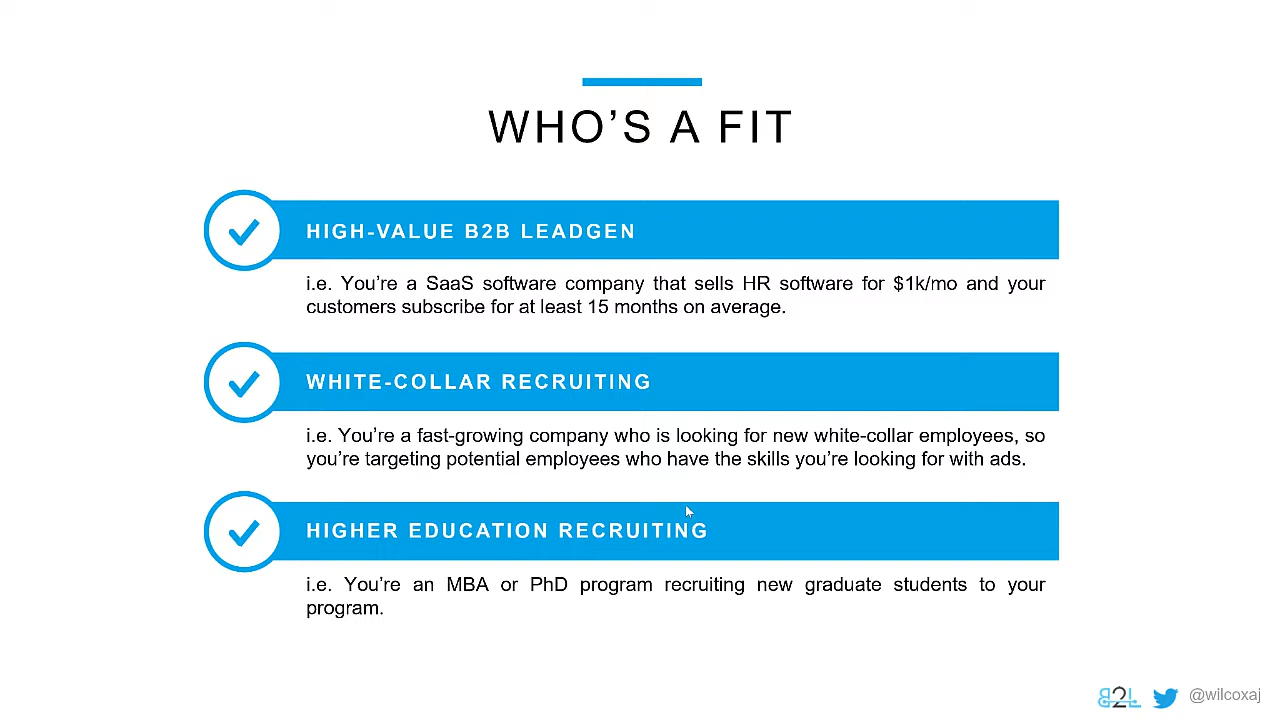 WHO’S A FIT
HIGH-VALUE B2B LEADGEN
i.e. You’re a SaaS software company that sells HR software for $1k/mo and your
customers subscribe for at least 15 months on average.
WHITE-COLLAR RECRUITING
i.e. You’re a fast-growing company who is looking for new white-collar employees, so
you’re targeting potential employees who have the skills you’re looking for with ads.
HIGHER EDUCATION RECRUITING
i.e. You’re an MBA or PhD program recruiting new graduate students to your
program.
B2L @wilcoxaj